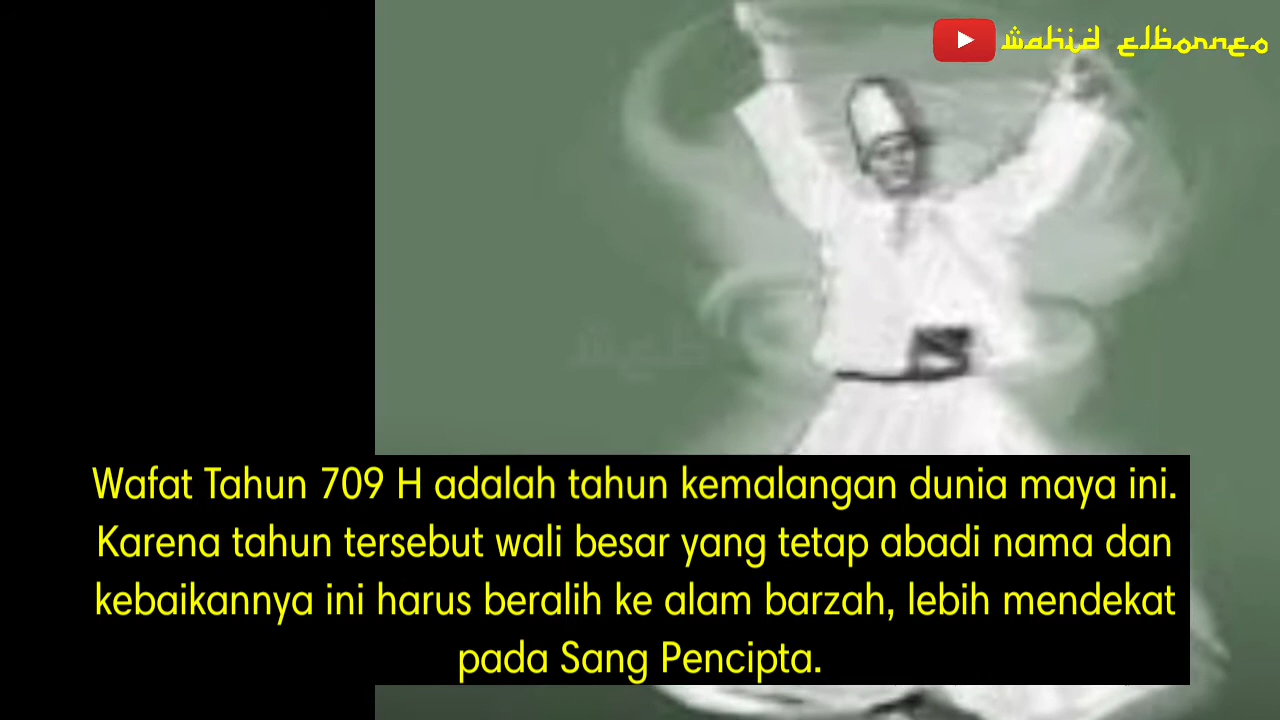 Wahid elborneo
Wafat Tahun 709 H adalah tahun kemalangan dunia maya ini.
Karena tahun tersebut wali besar yang tetap abadi nama dan
kebaikannya ini harus beralih ke alam barzah, lebih mendekat
pada Sang Pencipta.